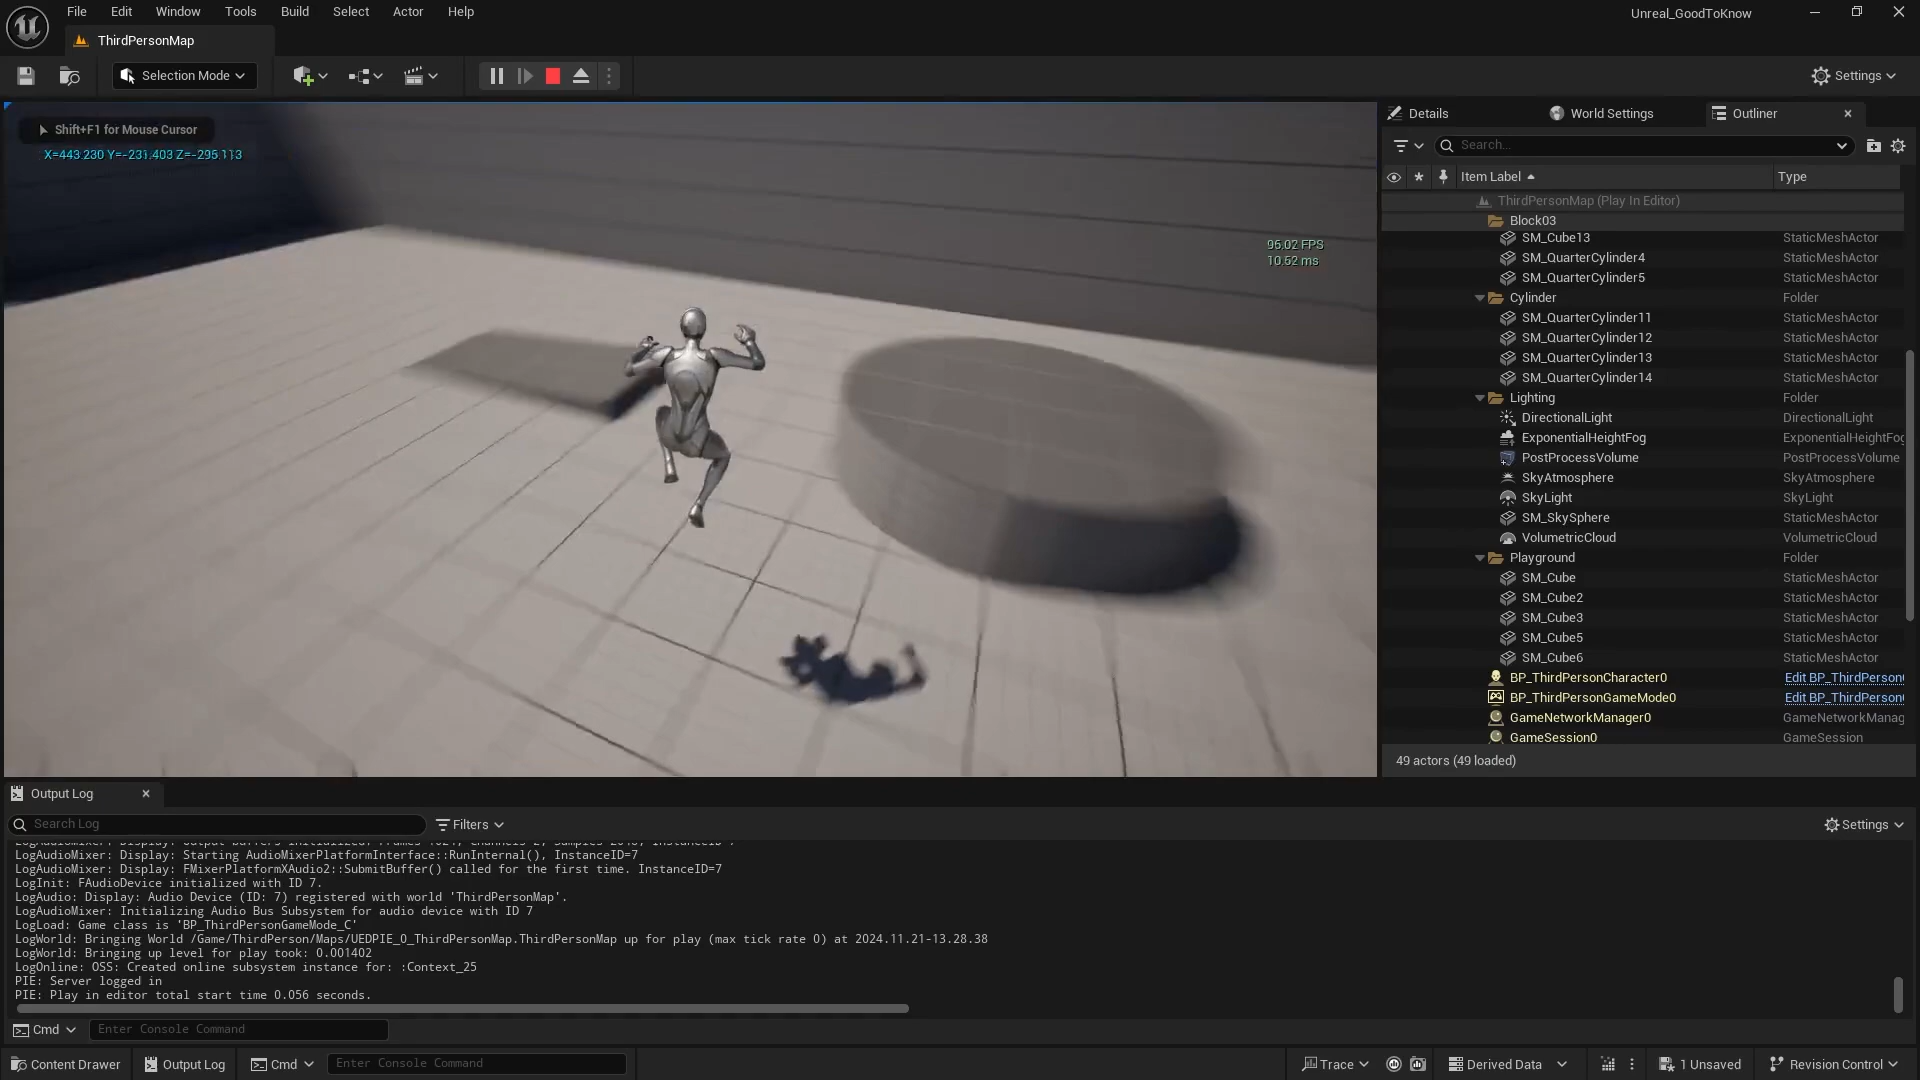 File Edit Window Tools Build Select Actor Help
Unreal_GoodToKnow
ThirdPersonMap
Selection Mode
Settings
Shift+F1 for Mouse Cursor
X=443.230 Y=-231.403 Z=-295.113
95.02 FPS
10.52 ms
Details
World Settings
Outliner
Search...
Item Label
Type
ThirdPersonMap (Play In Editor)
Block03
SM_Cube13 StaticMeshActor
SM_QuarterCylinder4 StaticMeshActor
SM_QuarterCylinder5 StaticMeshActor
Cylinder Folder
SM_QuarterCylinder11 StaticMeshActor
SM_QuarterCylinder12 StaticMeshActor
SM_QuarterCylinder13 StaticMeshActor
SM_QuarterCylinder14 StaticMeshActor
Lighting Folder
DirectionalLight DirectionalLight
ExponentialHeightFog ExponentialHeightFog
PostProcessVolume PostProcessVolume
SkyAtmosphere SkyAtmosphere
SkyLight SkyLight
SM_SkySphere StaticMeshActor
VolumetricCloud VolumetricCloud
Playground Folder
SM_Cube StaticMeshActor
SM_Cube2 StaticMeshActor
SM_Cube3 StaticMeshActor
SM_Cube5 StaticMeshActor
SM_Cube6 StaticMeshActor
BP_ThirdPersonCharacter0 Edit BP_ThirdPerson
BP_ThirdPersonGameMode0 Edit BP_ThirdPerson
GameNetworkManager0 GameNetworkManag
GameSession0 GameSession
49 actors (49 loaded)
Output Log
Search Log
Filters
Settings
LogAudioMixer: Display: Starting AudioMixerPlatformInterface::RunInternal(), InstanceID=7
LogAudioMixer: Display: FMixerPlatformXAudio2::SubmitBuffer() called for the first time. InstanceID=7
LogInit: FAudioDevice initialized with ID 7.
LogAudio: Display: Audio Device (ID: 7) registered with world 'ThirdPersonMap'.
LogAudioMixer: Initializing Audio Bus Subsystem for audio device with ID 7
LogLoad: Game class is 'BP_ThirdPersonGameMode_C'
LogWorld: Bringing World /Game/ThirdPerson/Maps/UEDPIE_0_ThirdPersonMap.ThirdPersonMap up for play (max tick rate 0) at 2024.11.21-13.28.38
LogWorld: Bringing up level for play took: 0.001402
LogOnline: OSS: Created online subsystem instance for: :Context_25
PIE: Server logged in
PIE: Play in editor total start time 0.056 seconds.
Cmd
Enter Console Command
Content Drawer
Output Log
Cmd
Enter Console Command
Trace
Derived Data
1 Unsaved
Revision Control